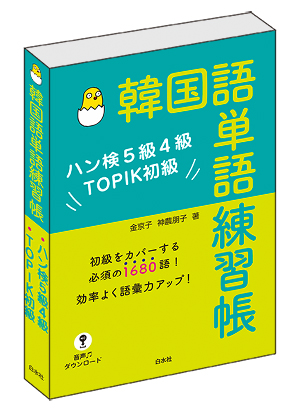 韓国語単語練習帳
ハン検5級4級
TOPIK初級
金京子 神農朋子 著
初級をカバーする
必須の1680語!
効率よく語彙力アップ!
音声♫
ダウンロード
白水社
韓国語単語練習帳
・ハン検5級4級
・TOPIK初級
白水社